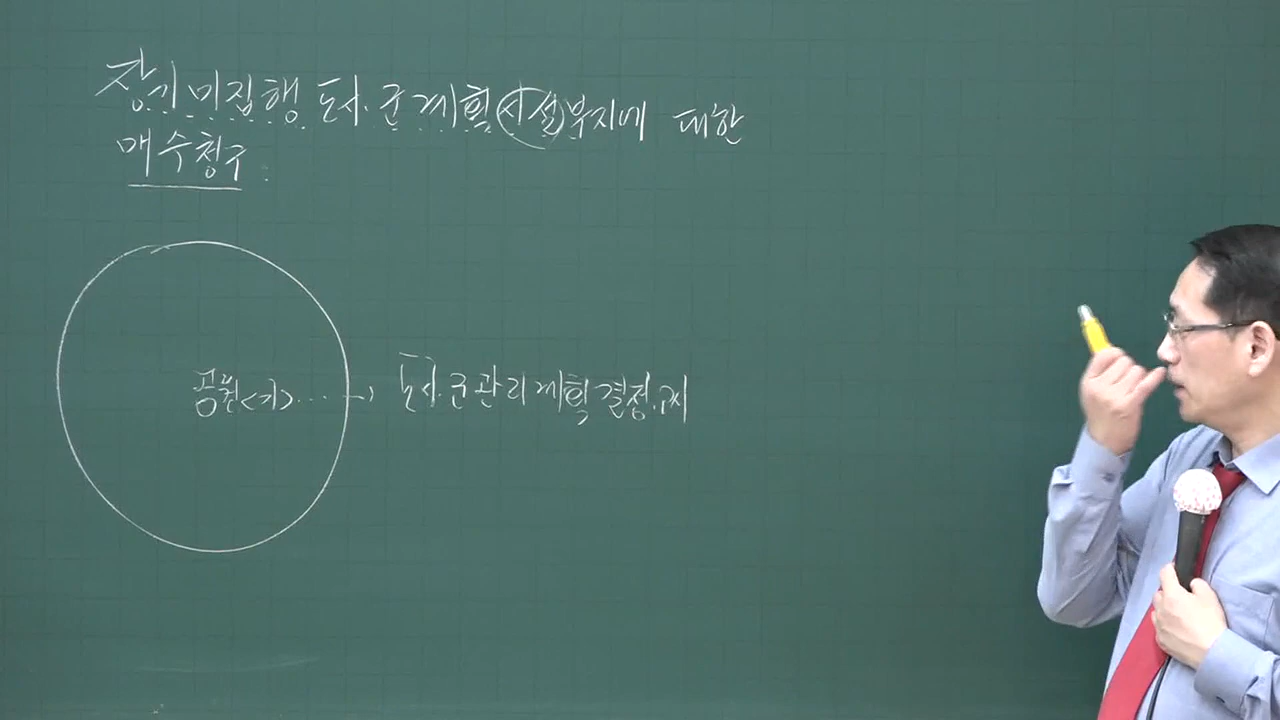 장기미집행 도시·군계획시설부지에 대한
매수청구
공원<기>...→ 도시·군관리계획결정.고시